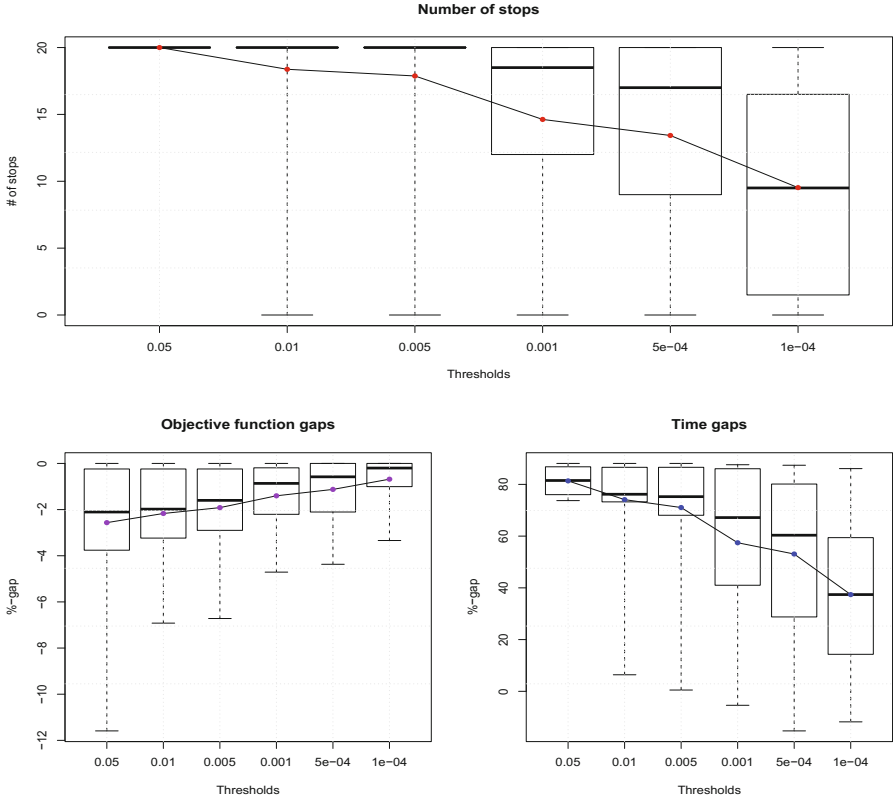 Number of stops
# of stops
20
15
10
5
0
0.05 0.01 0.005 0.001 5e−04 1e−04
Thresholds
Objective function gaps
%−gap
0
−2
−4
−6
−8
−10
−12
0.05 0.01 0.005 0.001 5e−04 1e−04
Thresholds
Time gaps
%−gap
80
60
40
20
0
0.05 0.01 0.005 0.001 5e−04 1e−04
Thresholds